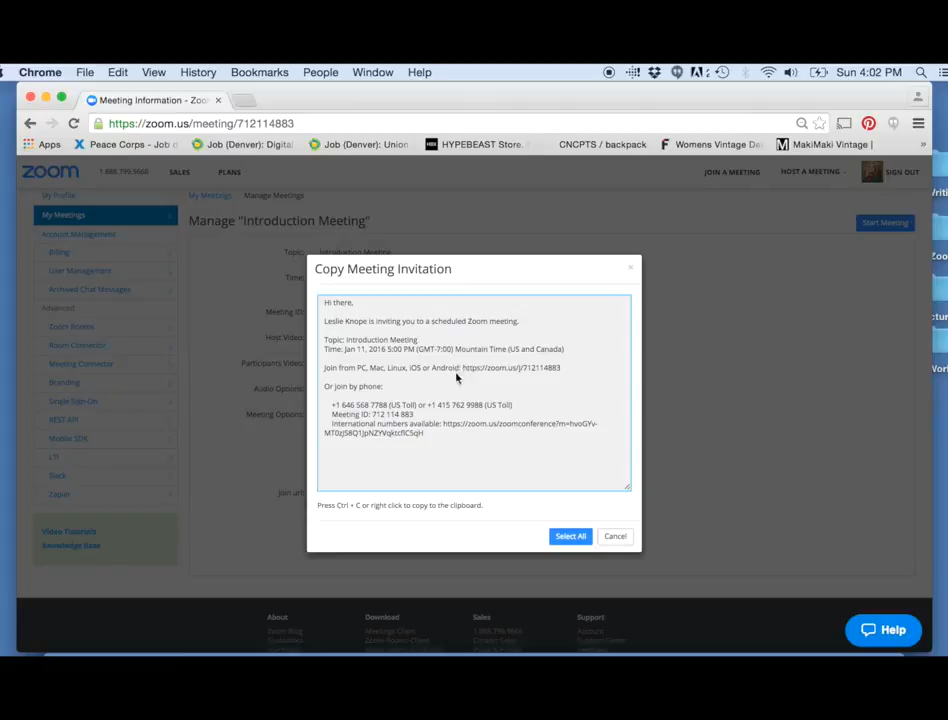 Chrome File Edit View History Bookmarks People Window Help Sun 4:02 PM
Meeting Information - Zoo
https://zoom.us/meeting/712114883
Apps Peace Corps - Job o Job (Denver): Digita Job (Denver): Union HYPEBEAST Store. CNCPTS / backpack Womens Vintage De MakiMaki Vintage |
zoom 1.888.799.9666 SALES PLANS JOIN A MEETING HOST A MEETING SIGN OUT
My Profile
My Meetings
Account Management
Billing
User Management
Archived Chat Messages
Advanced
Zoom Rooms
Room Connector
Meeting Connector
Branding
Single Sign-On
REST API
Mobile SDK
LTI
Slack
Zapier
Video Tutorials
Knowledge Base
My Meetings Manage Meetings
Manage "Introduction Meeting"
Start Meeting
Topic: Introduction Meeting
Time:
Meeting ID:
Host Video:
Participant's Video:
Audio Options:
Meeting Options:
Join url:
Copy Meeting Invitation
Hi there,
Leslie Knope is inviting you to a scheduled Zoom meeting.
Topic: Introduction Meeting
Time: Jan 11, 2016 5:00 PM (GMT-7:00) Mountain Time (US and Canada)
Join from PC, Mac, Linux, iOS or Android: https://zoom.us/j/712114883
Or join by phone:
+1 646 568 7788 (US Toll) or +1 415 762 9988 (US Toll)
Meeting ID: 712 114 883
International numbers available: https://zoom.us/zoomconference?m=hvoGYv-
Press Ctrl + C or right click to copy to the clipboard.
Select All Cancel
About Download Sales Support
Zoom Blog Meetings Client 1.888.799.9666 Account
Customers Zoom Rooms Client Contact Sales Support Center
Help